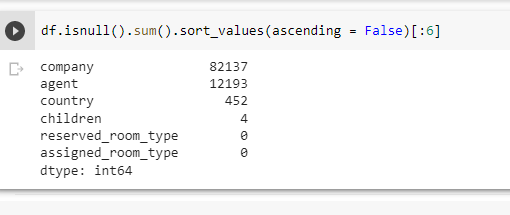 df.isnull().sum().sort_values(ascending = False)[:6]
company 82137
agent 12193
country 452
children 4
reserved_room_type 0
assigned_room_type 0
dtype: int64